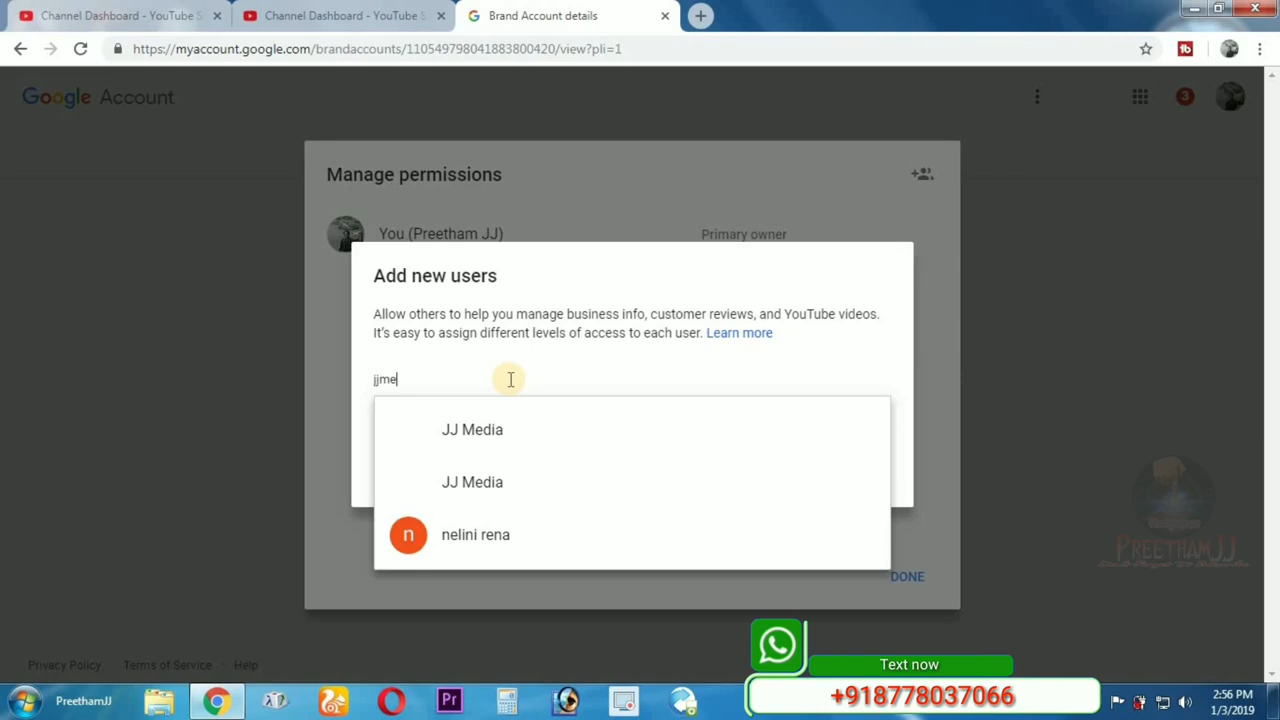 Channel Dashboard - YouTube S
Channel Dashboard - YouTube S
Brand Account details
https://myaccount.google.com/brandaccounts/110549798041883800420/view?pli=1
Google Account
3
Manage permissions
You (Preetham JJ)
Primary owner
Add new users
Allow others to help you manage business info, customer reviews, and YouTube videos.
It's easy to assign different levels of access to each user. Learn more
jjme
JJ Media
JJ Media
n
nelini rena
DONE
PREETHAMJJ
Privacy Policy
Terms of Service
Help
Text now
+918778037066
PreethamJJ
Pr
2:56 PM
1/3/2019